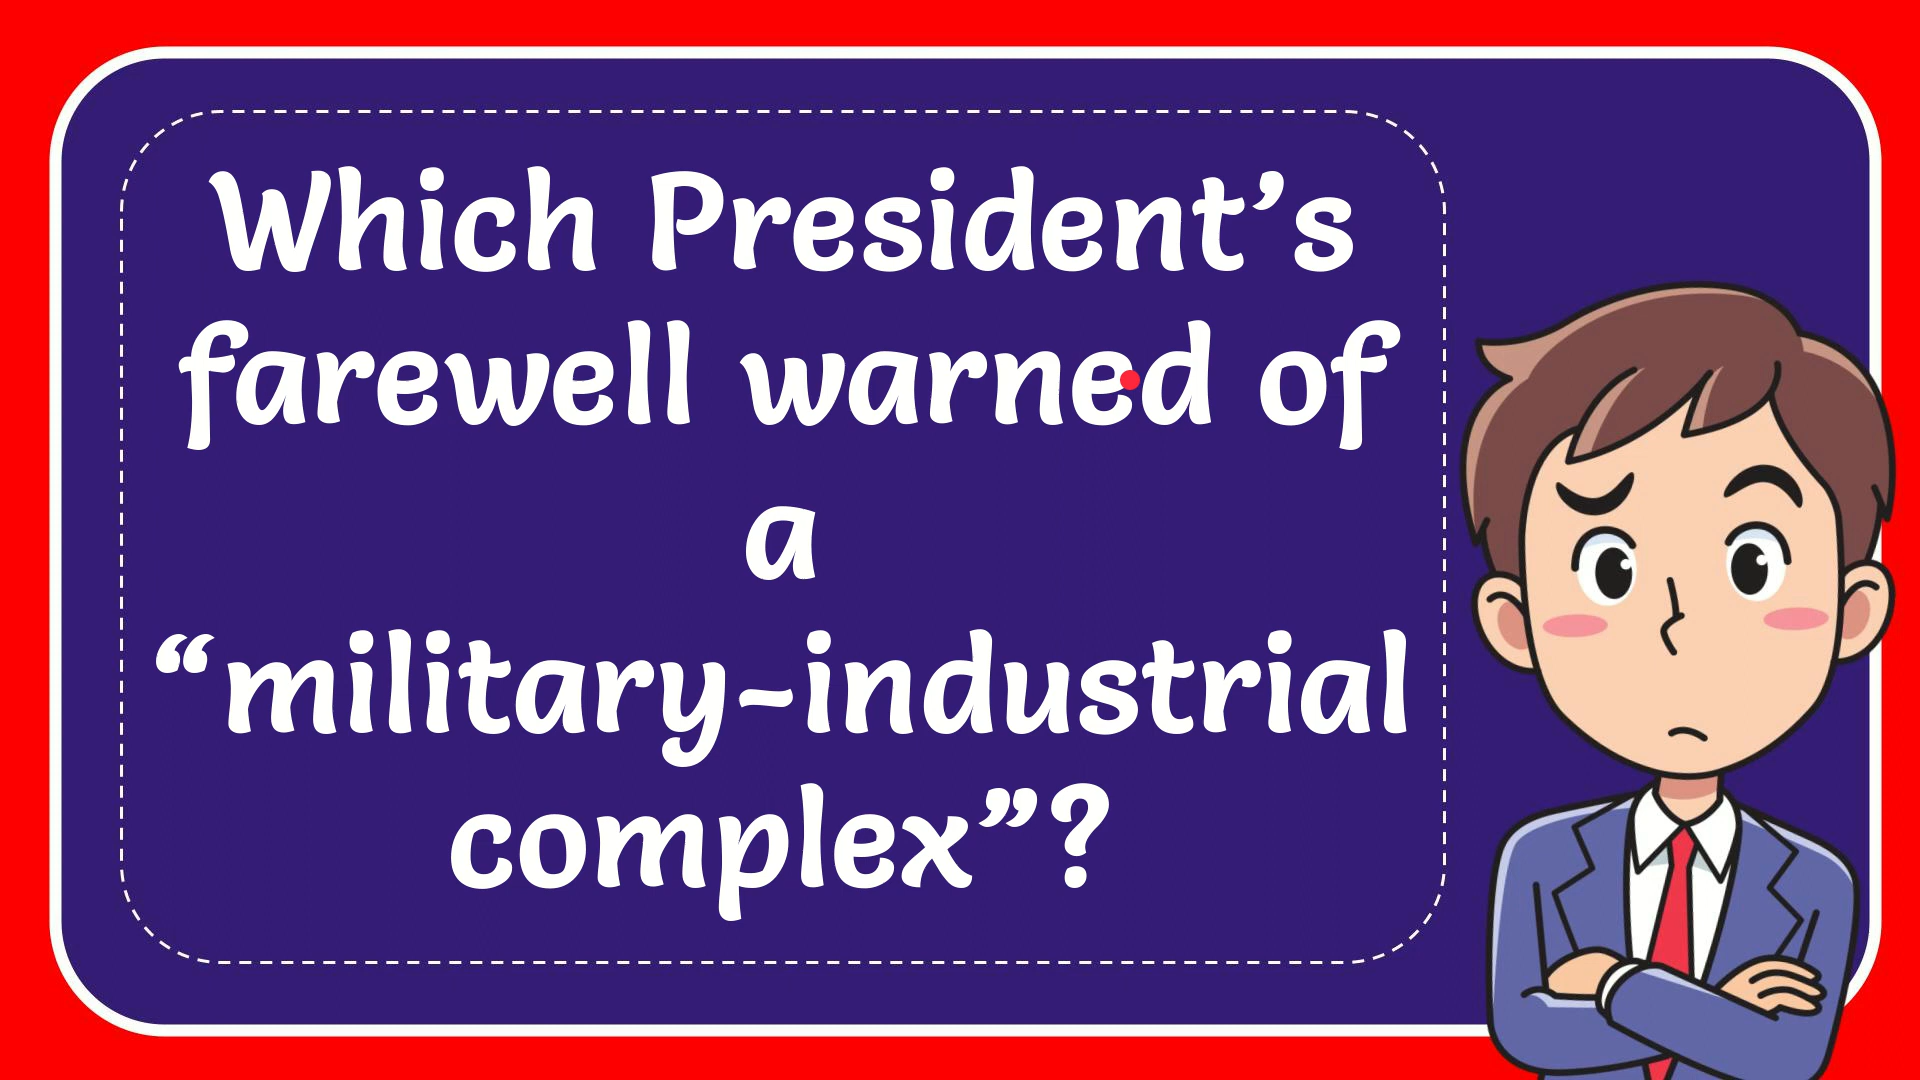 Which President’s
farewell warned of
a
“military-industrial
complex”?